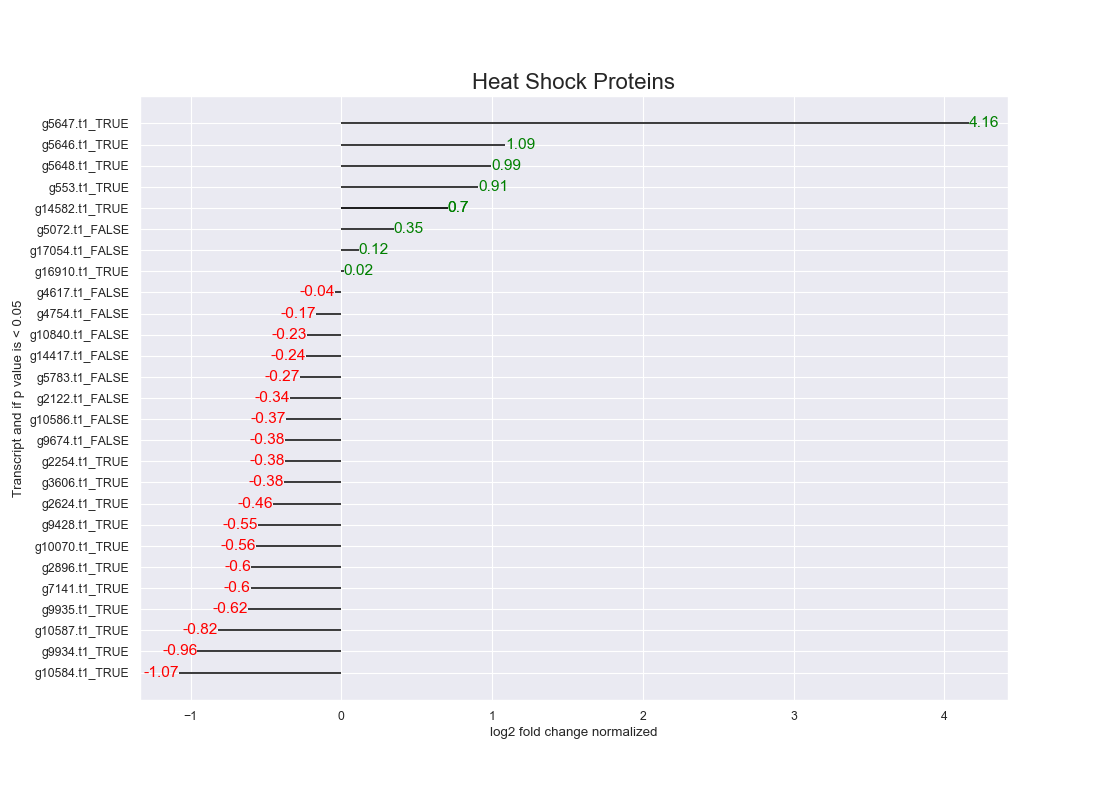 Heat Shock Proteins
g5647.t1_TRUE 4.16
g5646.t1_TRUE 1.09
g5648.t1_TRUE 0.99
g553.t1_TRUE 0.91
g14582.t1_TRUE 0.7
g5072.t1_FALSE 0.35
g17054.t1_FALSE 0.12
g16910.t1_TRUE 0.02
g4617.t1_FALSE -0.04
g4754.t1_FALSE -0.17
g10840.t1_FALSE -0.23
g14417.t1_FALSE -0.24
g5783.t1_FALSE -0.27
g2122.t1_FALSE -0.34
g10586.t1_FALSE -0.37
g9674.t1_FALSE -0.38
g2254.t1_TRUE -0.38
g3606.t1_TRUE -0.38
g2624.t1_TRUE -0.46
g9428.t1_TRUE -0.55
g10070.t1_TRUE -0.56
g2896.t1_TRUE -0.6
g7141.t1_TRUE -0.6
g9935.t1_TRUE -0.62
g10587.t1_TRUE -0.82
g9934.t1_TRUE -0.96
g10584.t1_TRUE -1.07
Transcript and if p value is < 0.05
−1 0 1 2 3 4
log2 fold change normalized